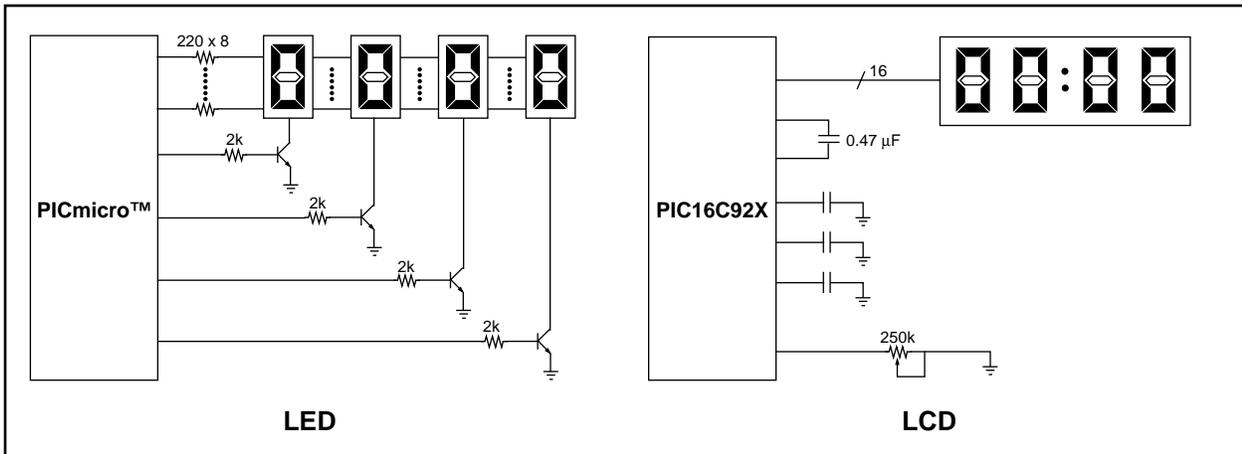 220 x 8
2k
PICmicro™
2k
2k
2k
LED
16
0.47 µF
PIC16C92X
250k
LCD